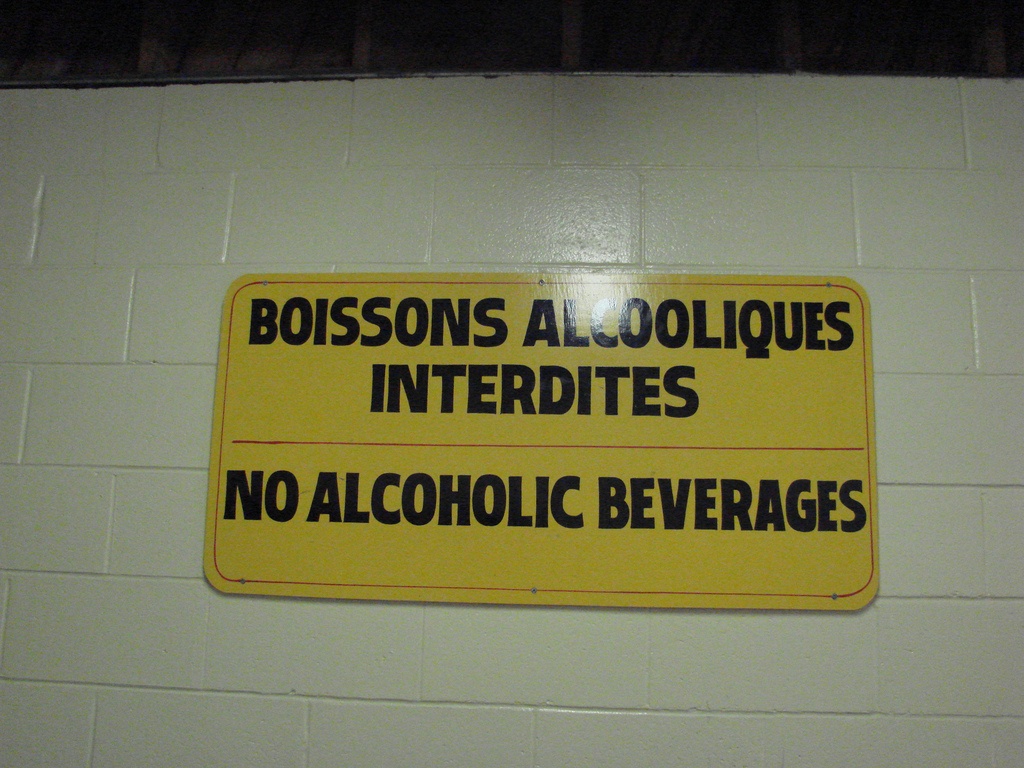 BOISSONS ALCOOLIQUES
INTERDITES
NO ALCOHOLIC BEVERAGES